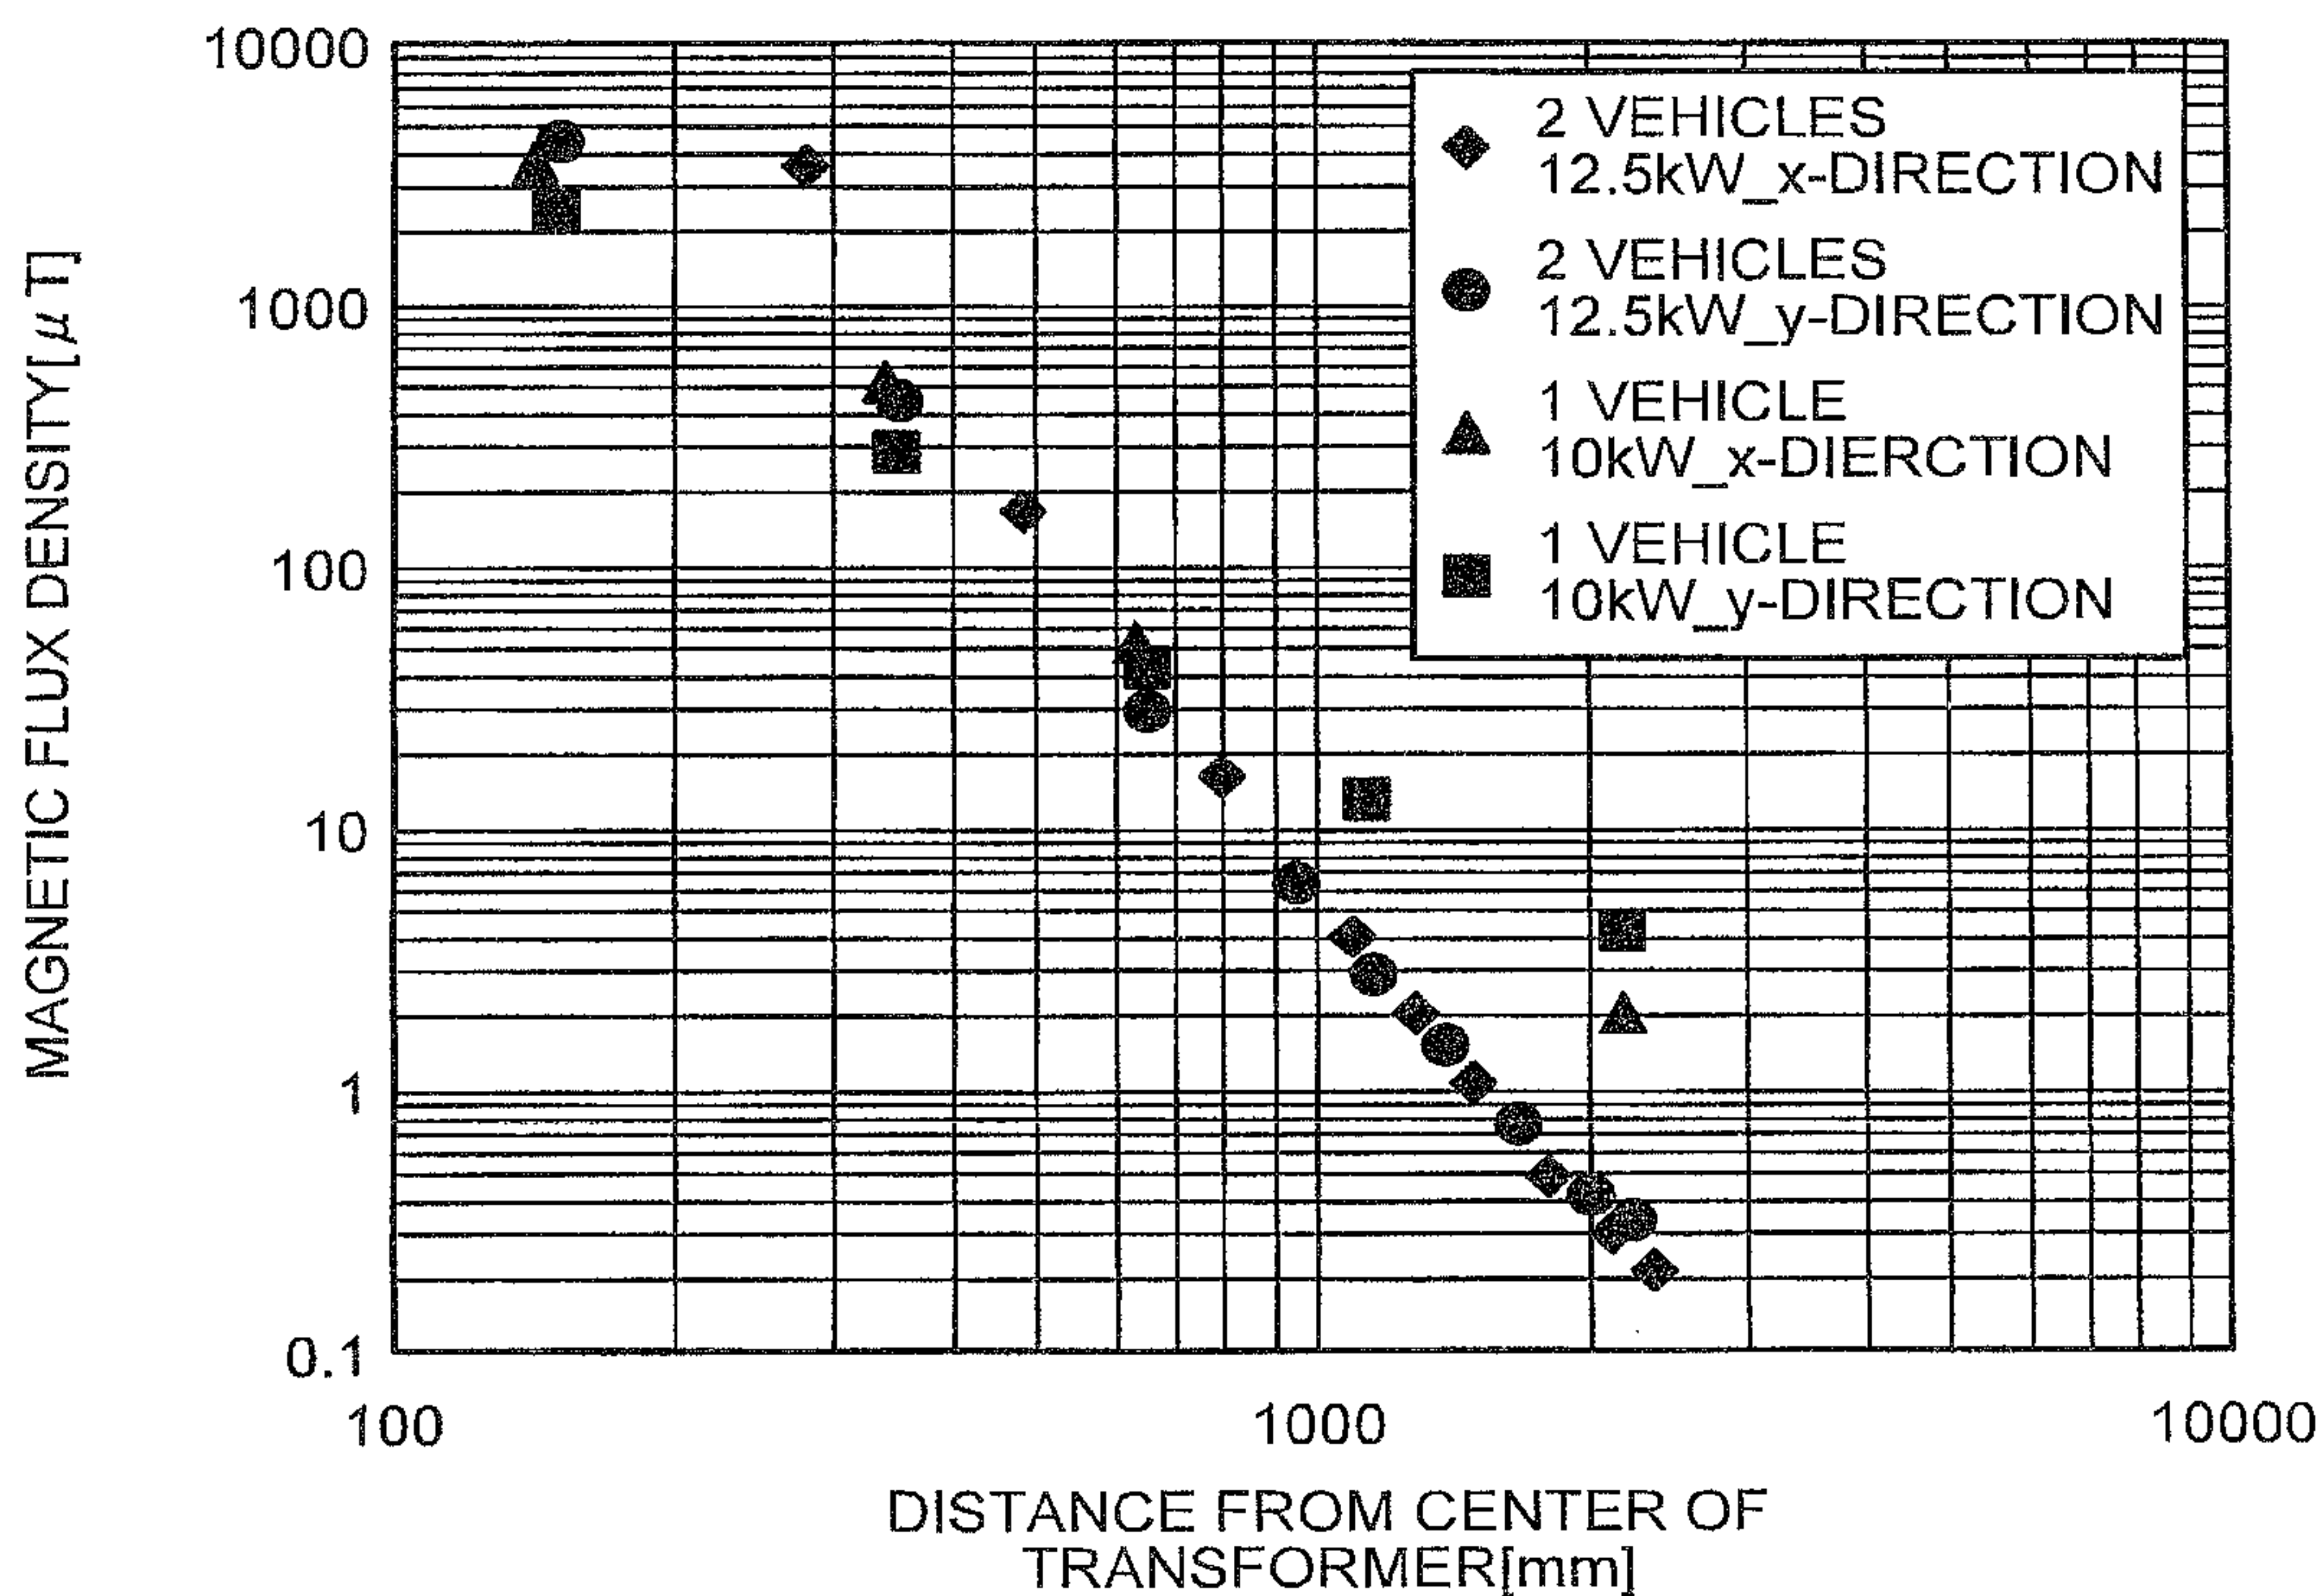 10000
1000
100
10
1
0.1
MAGNETIC FLUX DENSITY[μT]
2 VEHICLES
12.5kW_x-DIRECTION
2 VEHICLES
12.5kW_y-DIRECTION
1 VEHICLE
10kW_x-DIERCTION
1 VEHICLE
10kW_y-DIRECTION
100
1000
10000
DISTANCE FROM CENTER OF
TRANSFORMER[mm]